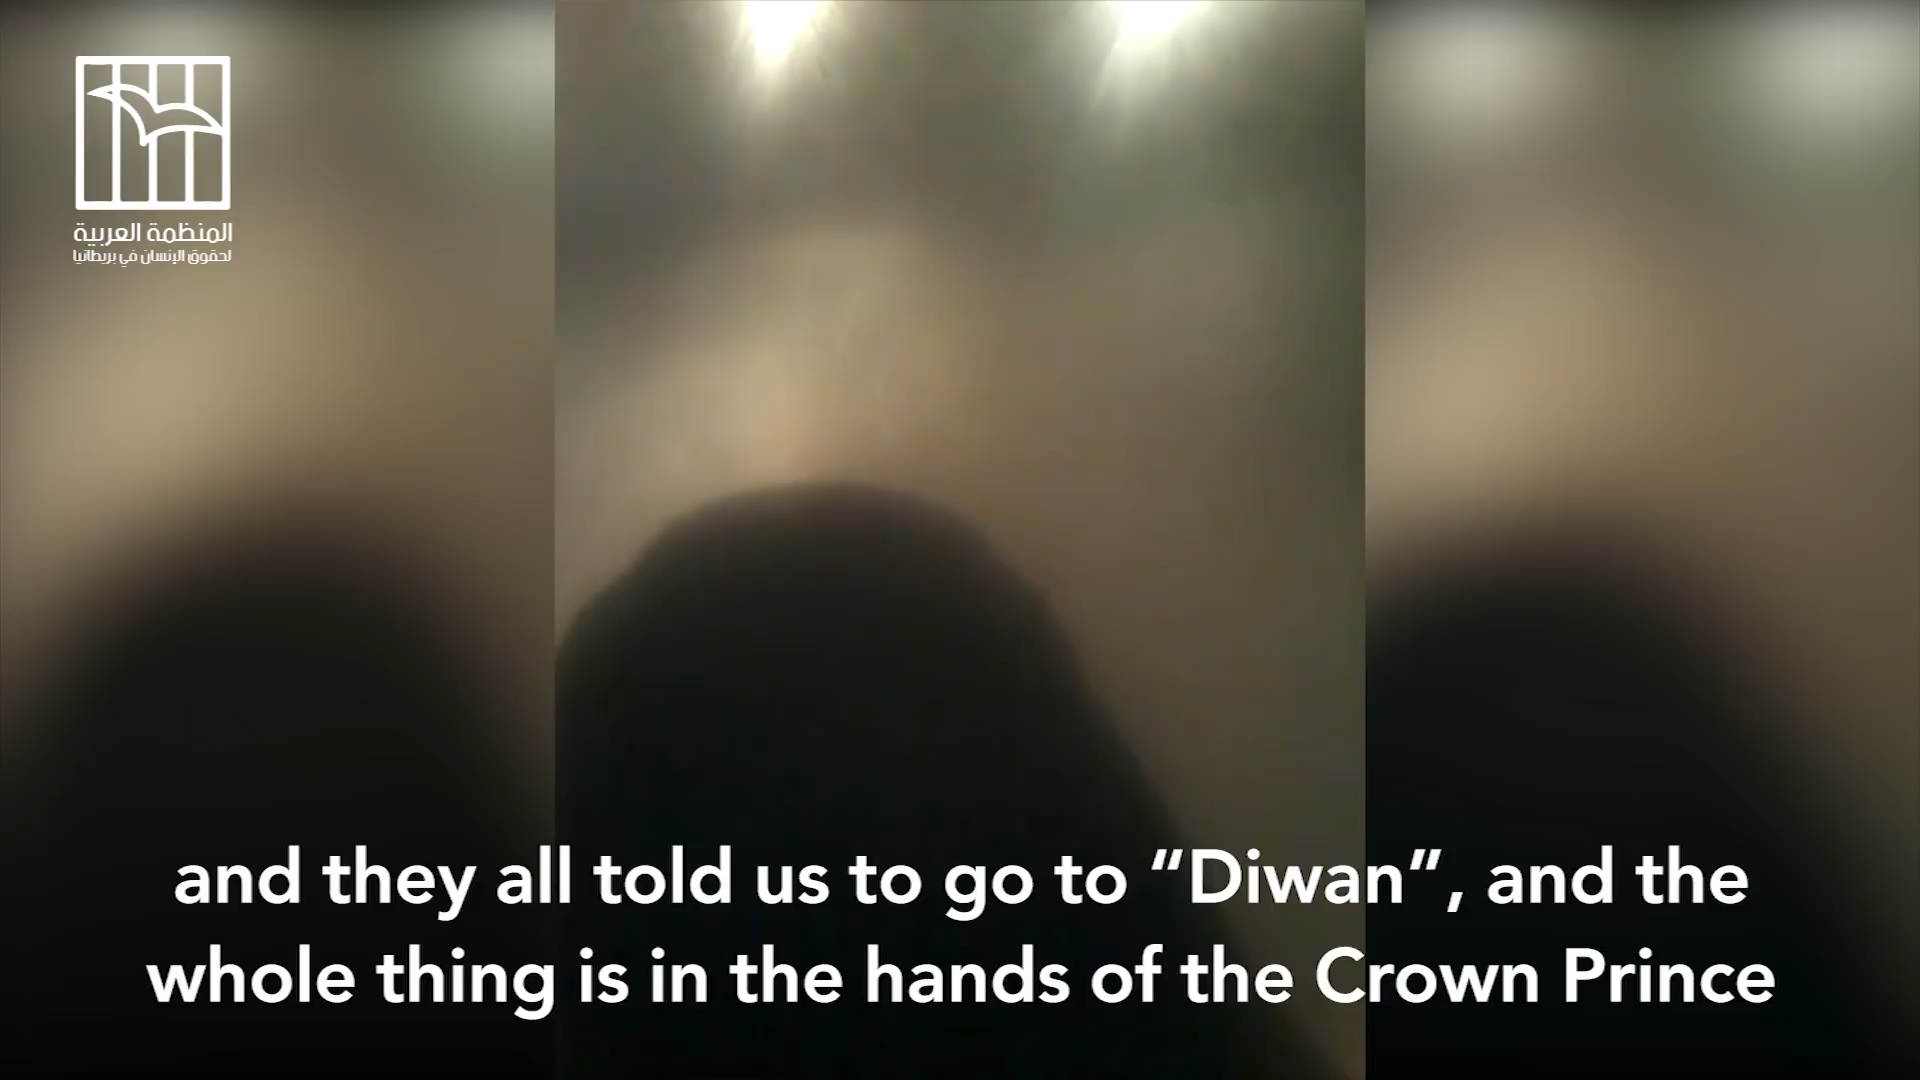 المنظمة العربية
لحقوق الإنسان في بريطانيا
and they all told us to go to “Diwan”, and the
whole thing is in the hands of the Crown Prince